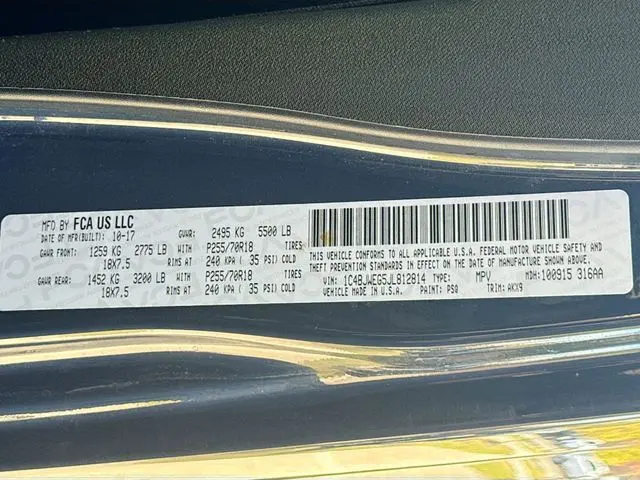 MFD BY FCA US LLC
DATE OF MFR(BUILT): 10-17 GVWR: 2495 KG 5500 LB
GAWR FRONT: 1259 KG 2775 LB WITH P255/70R18 TIRES
18X7.5 RIMS AT 240 KPA ( 35 PSI) COLD
GAWR REAR: 1452 KG 3200 LB WITH P255/70R18 TIRES
18X7.5 RIMS AT 240 KPA ( 35 PSI) COLD
THIS VEHICLE CONFORMS TO ALL APPLICABLE U.S.A. FEDERAL MOTOR VEHICLE SAFETY AND
THEFT PREVENTION STANDARDS IN EFFECT ON THE DATE OF MANUFACTURE SHOWN ABOVE.
VIN: 1C4BJWEG5JL812814 TYPE: MPV MDH: 100915 316AA
VEHICLE MADE IN U.S.A. PAINT: PSQ TRIM: AKX9